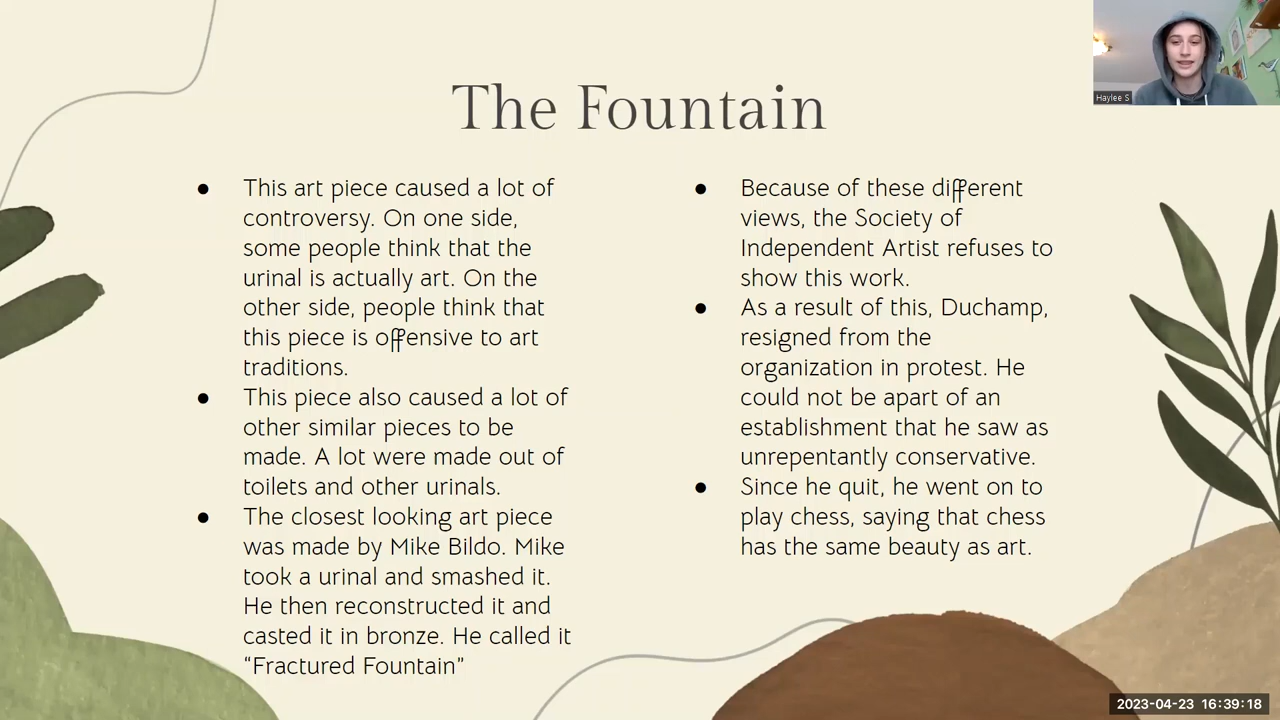 The Fountain
Haylee S
This art piece caused a lot of
controversy. On one side,
some people think that the
urinal is actually art. On the
other side, people think that
this piece is offensive to art
traditions.
This piece also caused a lot of
other similar pieces to be
made. A lot were made out of
toilets and other urinals.
The closest looking art piece
was made by Mike Bildo. Mike
took a urinal and smashed it.
He then reconstructed it and
casted it in bronze. He called it
“Fractured Fountain”
Because of these different
views, the Society of
Independent Artist refuses to
show this work.
As a result of this, Duchamp,
resigned from the
organization in protest. He
could not be apart of an
establishment that he saw as
unrepentantly conservative.
Since he quit, he went on to
play chess, saying that chess
has the same beauty as art.
2023-04-23 16:39:18